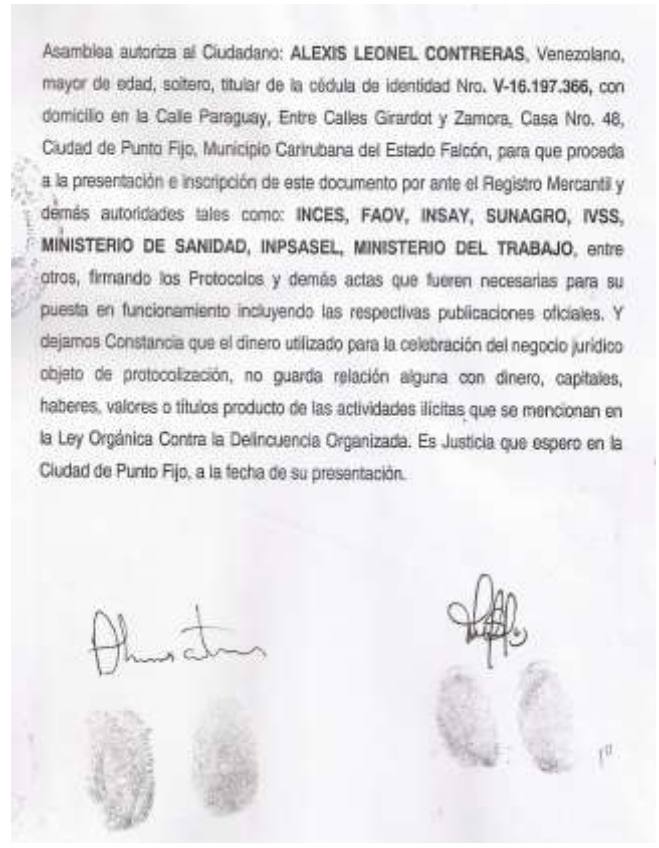 Asamblea autoriza al Ciudadano: ALEXIS LEONEL CONTRERAS, Venezolano,
mayor de edad, soltero, titular de la cédula de identidad Nro. V-16.197.366, con
domicilio en la Calle Paraguay, Entre Calles Girardot y Zamora, Casa Nro. 48,
Ciudad de Punto Fijo, Municipio Carirubana del Estado Falcón, para que proceda
a la presentación e inscripción de este documento por ante el Registro Mercantil y
demás autoridades tales como: INCES, FAOV, INSAY, SUNAGRO, IVSS,
MINISTERIO DE SANIDAD, INPSASEL, MINISTERIO DEL TRABAJO, entre
otros, firmando los Protocolos y demás actas que fueren necesarias para su
puesta en funcionamiento incluyendo las respectivas publicaciones oficiales. Y
dejamos Constancia que el dinero utilizado para la celebración del negocio jurídico
objeto de protocolización, no guarda relación alguna con dinero, capitales,
haberes, valores o títulos producto de las actividades ilícitas que se mencionan en
la Ley Orgánica Contra la Delincuencia Organizada. Es Justicia que espero en la
Ciudad de Punto Fijo, a la fecha de su presentación.